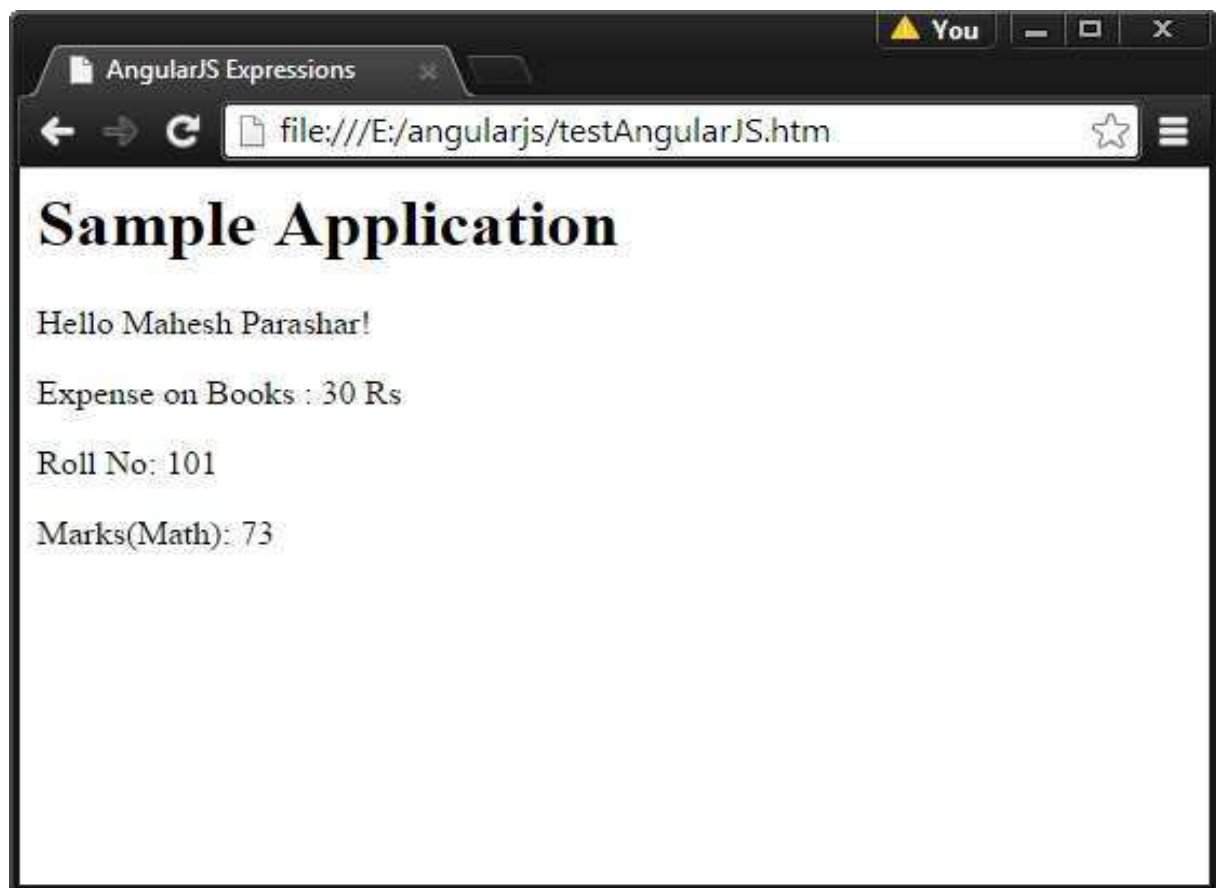 You
AngularJS Expressions
file:///E:/angularjs/testAngularJS.htm
Sample Application
Hello Mahesh Parashar!
Expense on Books : 30 Rs
Roll No: 101
Marks(Math): 73